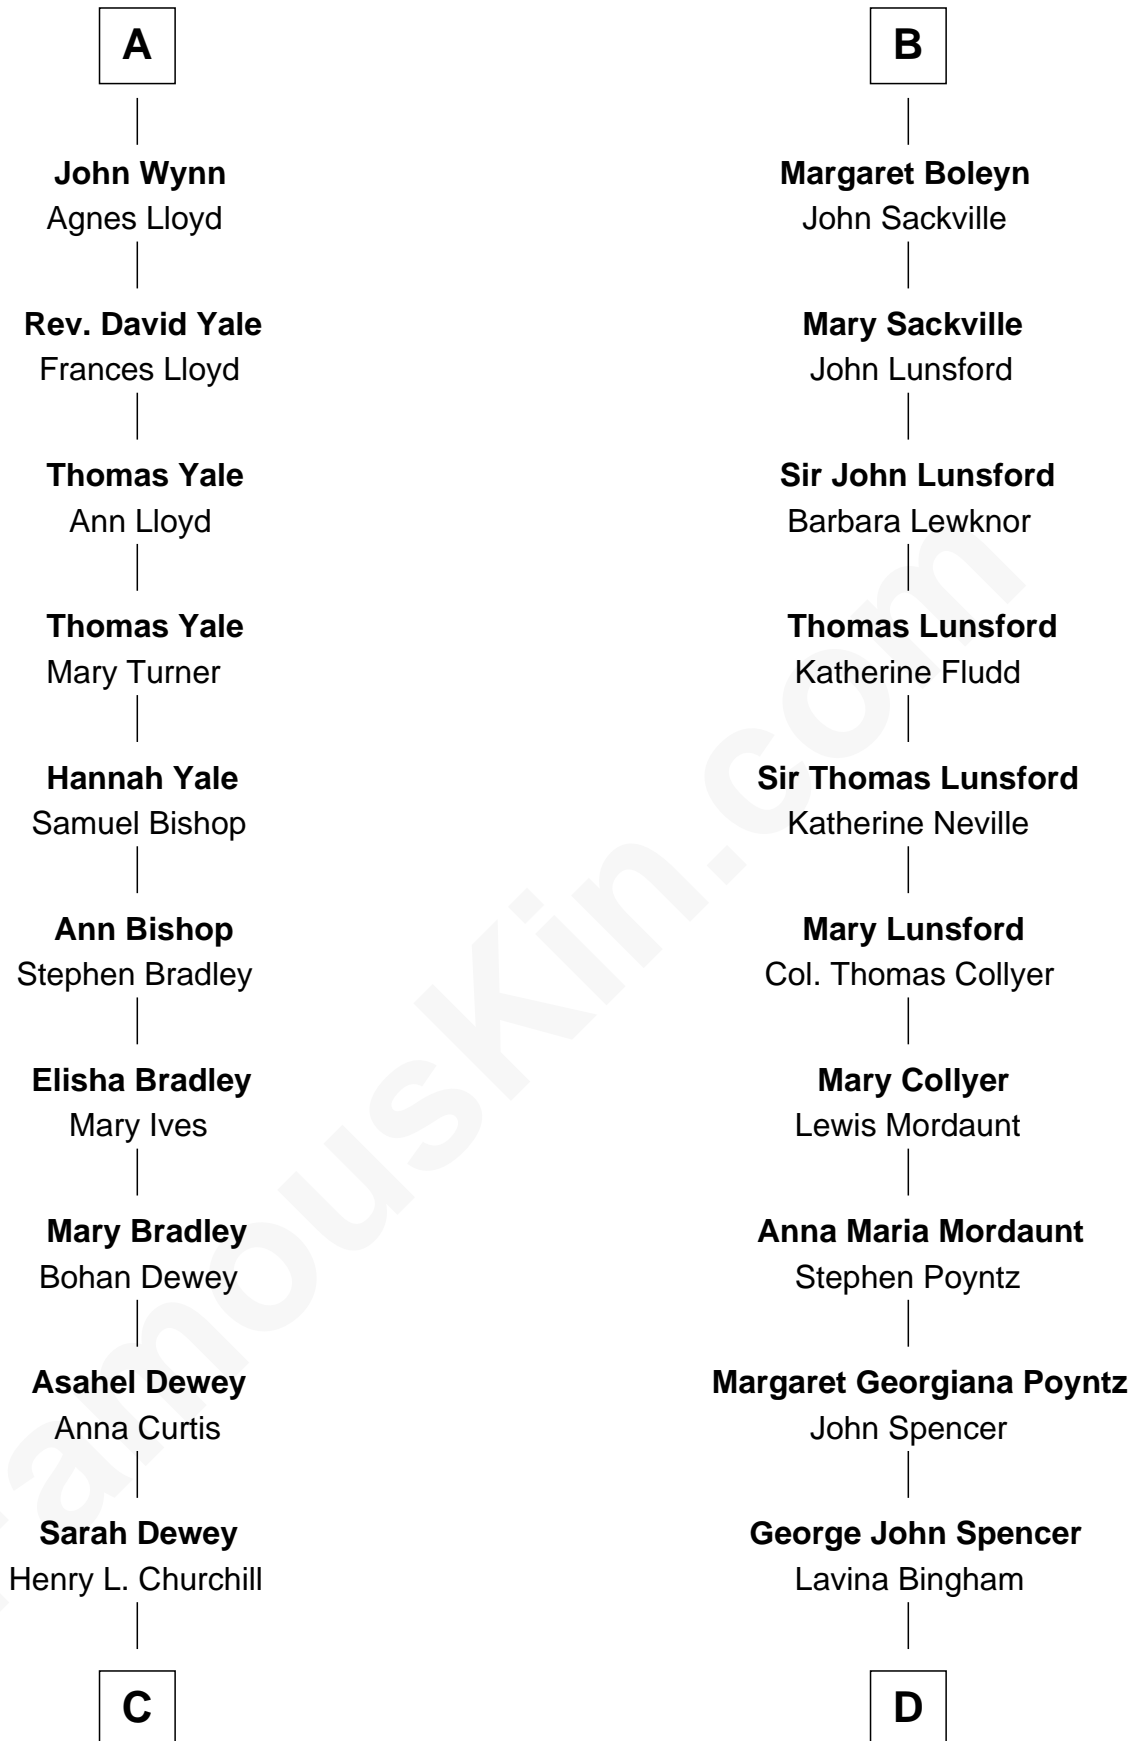 A
John Wynn
Agnes Lloyd
Rev. David Yale
Frances Lloyd
Thomas Yale
Ann Lloyd
Thomas Yale
Mary Turner
Hannah Yale
Samuel Bishop
Ann Bishop
Stephen Bradley
Elisha Bradley
Mary Ives
Mary Bradley
Bohan Dewey
Asahel Dewey
Anna Curtis
Sarah Dewey
Henry L. Churchill
C
B
Margaret Boleyn
John Sackville
Mary Sackville
John Lunsford
Sir John Lunsford
Barbara Lewknor
Thomas Lunsford
Katherine Fludd
Sir Thomas Lunsford
Katherine Neville
Mary Lunsford
Col. Thomas Collyer
Mary Collyer
Lewis Mordaunt
Anna Maria Mordaunt
Stephen Poyntz
Margaret Georgiana Poyntz
John Spencer
George John Spencer
Lavina Bingham
D
FamousKin.com